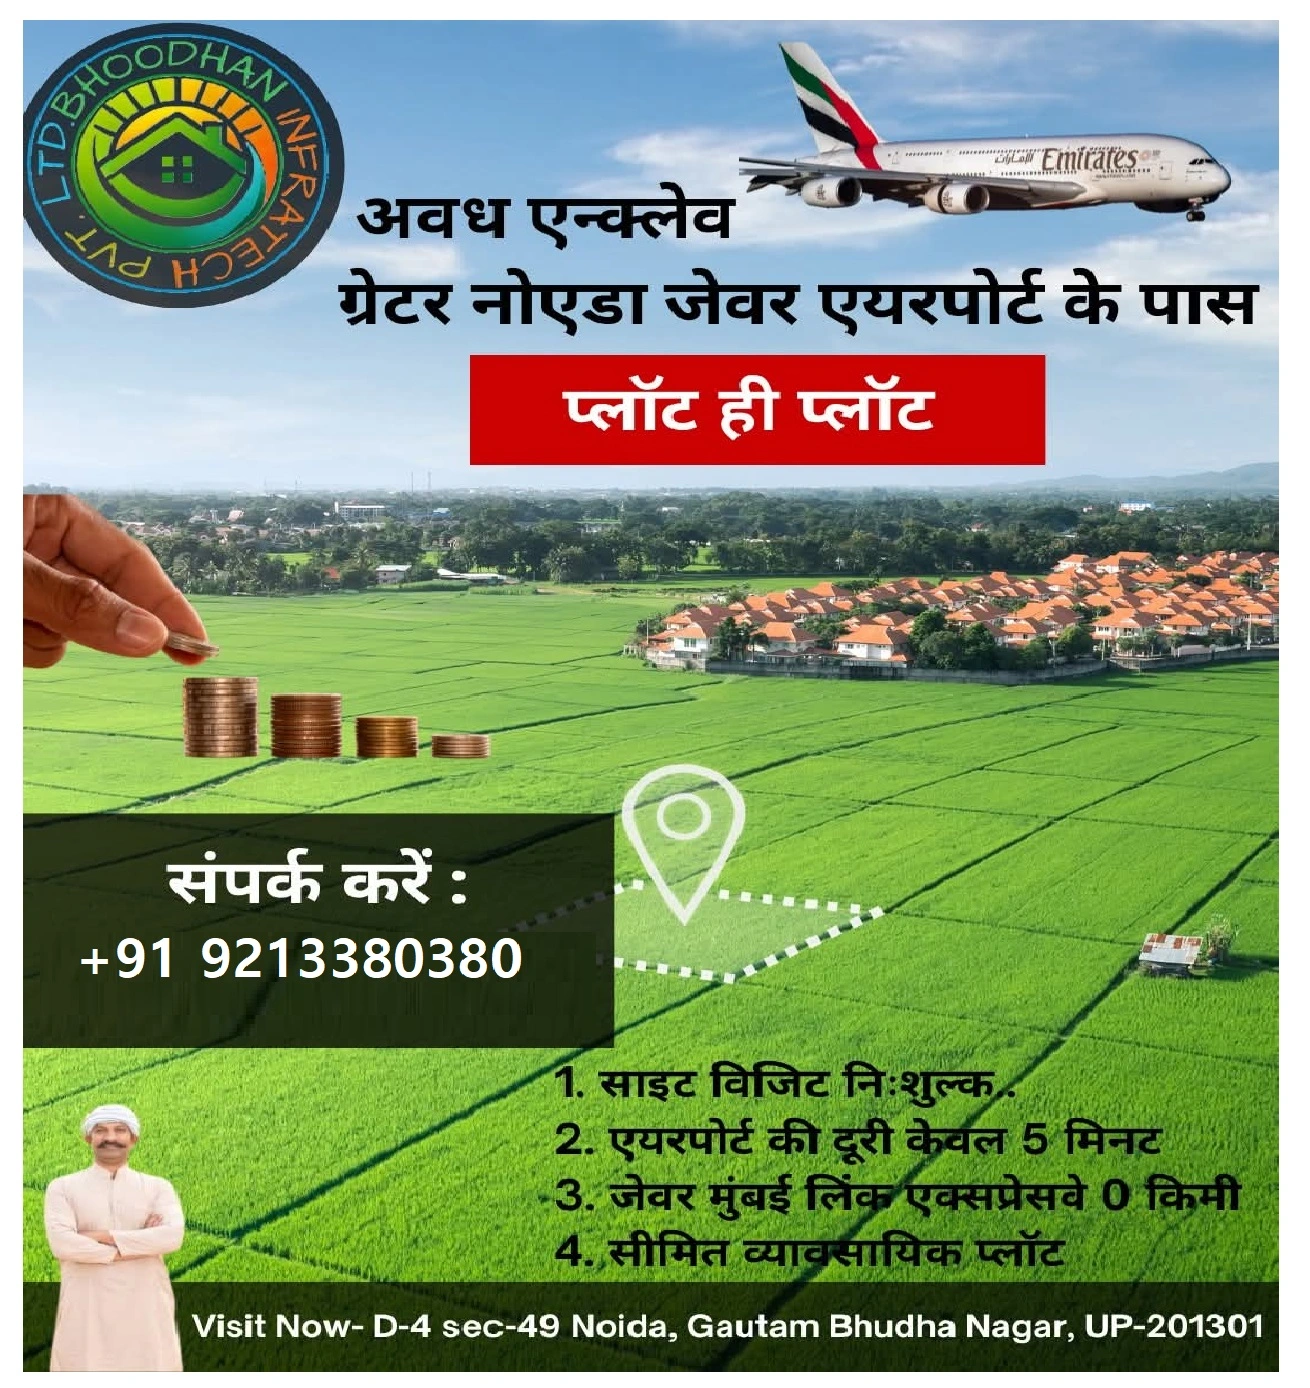 BHOODHAN INFRATECH PVT. LTD.
الإمارات Emirates
अवध एन्क्लेव
ग्रेटर नोएडा जेवर एयरपोर्ट के पास
प्लॉट ही प्लॉट
संपर्क करें :
+91 9213380380
1. साइट विजिट निःशुल्क..
2. एयरपोर्ट की दूरी केवल 5 मिनट
3. जेवर मुंबई लिंक एक्सप्रेसवे 0 किमी
4. सीमित व्यावसायिक प्लॉट
Visit Now- D-4 sec-49 Noida, Gautam Bhudha Nagar, UP-201301